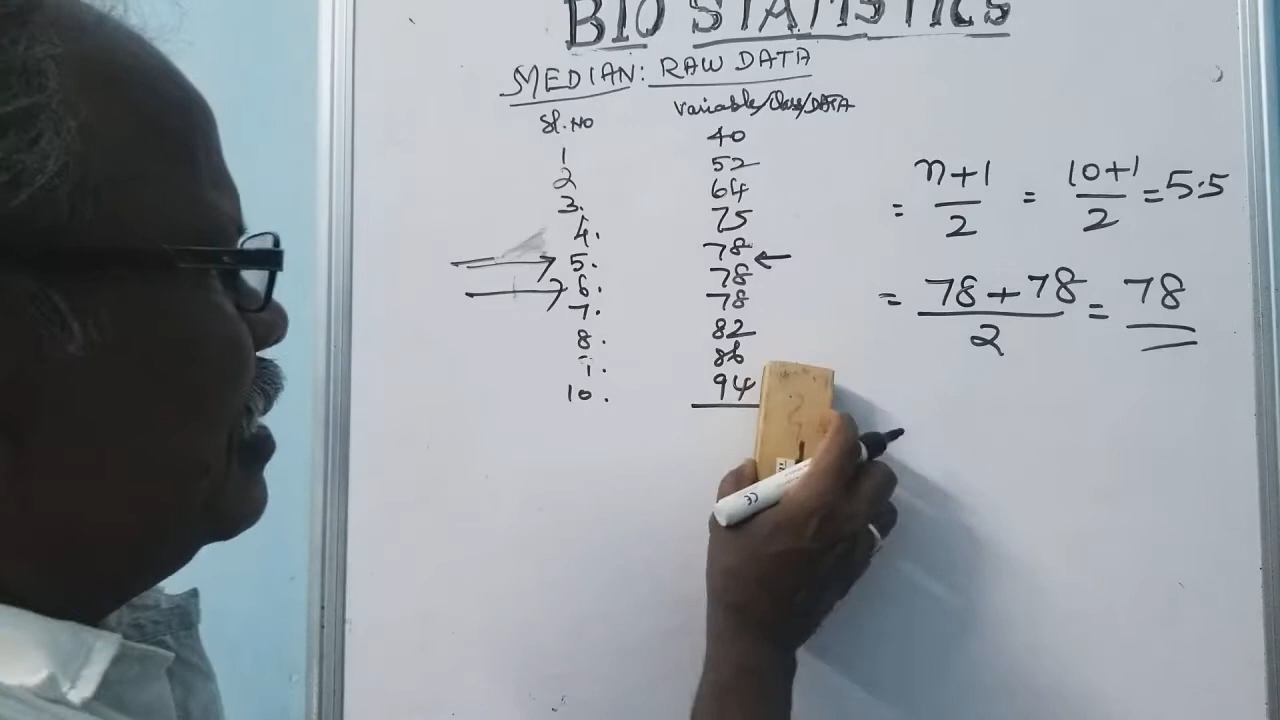 BIO STATISTICS
MEDIAN: RAW DATA
Sl.NO Variable/Class/DATA
40
1 52
2 64
3. 75
4. 78
5. 78
6. 78
7. 82
8. 86
94
10.
= n+1/2 = 10+1/2 = 5.5
= 78+78/2 = 78